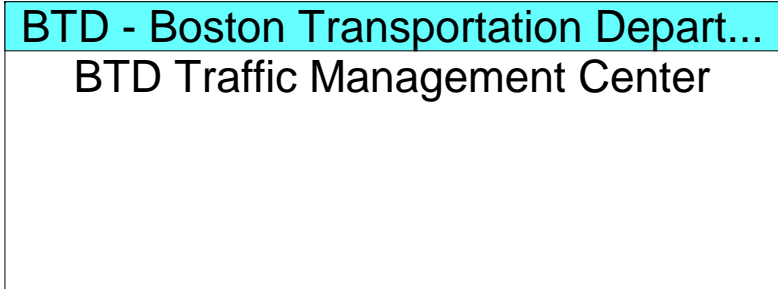 BTD - Boston Transportation Depart...
BTD Traffic Management Center